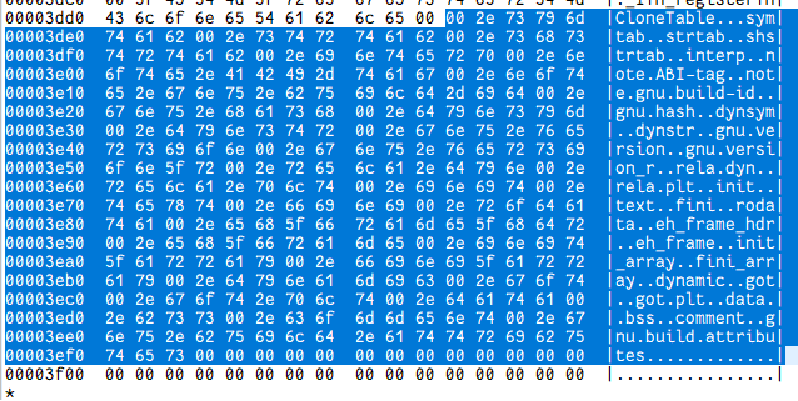 00003dd0 43 6c 6f 6e 65 54 61 62 6c 65 00 00 2e 73 79 6d |CloneTable...sym|
00003de0 74 61 62 00 2e 73 74 72 74 61 62 00 2e 73 68 73 |tab..strtab..shs|
00003df0 74 72 74 61 62 00 2e 69 6e 74 65 72 70 00 2e 6e |trtab..interp..n|
00003e00 6f 74 65 2e 41 42 49 2d 74 61 67 00 2e 6e 6f 74 |ote.ABI-tag..not|
00003e10 65 2e 67 6e 75 2e 62 75 69 6c 64 2d 69 64 00 2e |e.gnu.build-id..|
00003e20 67 6e 75 2e 68 61 73 68 00 2e 64 79 6e 73 79 6d |gnu.hash..dynsym|
00003e30 00 2e 64 79 6e 73 74 72 00 2e 67 6e 75 2e 76 65 |..dynstr..gnu.ve|
00003e40 72 73 69 6f 6e 00 2e 67 6e 75 2e 76 65 72 73 69 |rsion..gnu.versi|
00003e50 6f 6e 5f 72 00 2e 72 65 6c 61 2e 64 79 6e 00 2e |on_r..rela.dyn..|
00003e60 72 65 6c 61 2e 70 6c 74 00 2e 69 6e 69 74 00 2e |rela.plt..init..|
00003e70 74 65 78 74 00 2e 66 69 6e 69 00 2e 72 6f 64 61 |text..fini..roda|
00003e80 74 61 00 2e 65 68 5f 66 72 61 6d 65 5f 68 64 72 |ta..eh_frame_hdr|
00003e90 00 2e 65 68 5f 66 72 61 6d 65 00 2e 69 6e 69 74 |..eh_frame..init|
00003ea0 5f 61 72 72 61 79 00 2e 66 69 6e 69 5f 61 72 72 |_array..fini_arr|
00003eb0 61 79 00 2e 64 79 6e 61 6d 69 63 00 2e 67 6f 74 |ay..dynamic..got|
00003ec0 00 2e 67 6f 74 2e 70 6c 74 00 2e 64 61 74 61 00 |..got.plt..data.|
00003ed0 2e 62 73 73 00 2e 63 6f 6d 6d 65 6e 74 00 2e 67 |.bss..comment..g|
00003ee0 6e 75 2e 62 75 69 6c 64 2e 61 74 74 72 69 62 75 |nu.build.attribu|
00003ef0 74 65 73 00 00 00 00 00 00 00 00 00 00 00 00 00 |tes.............|
00003f00 00 00 00 00 00 00 00 00 00 00 00 00 00 00 00 00 |................|
*